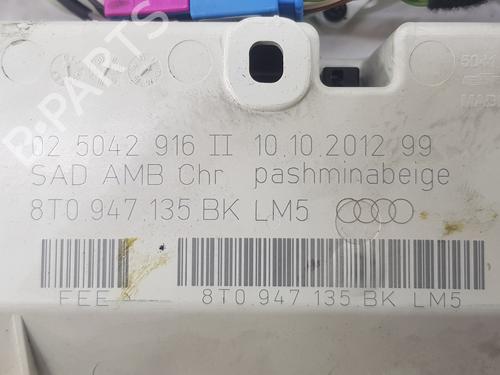 B-PARTS
02 5042 916 II 10.10.2012 99
SAD AMB Chr pashminabeige
8T0 947 135 BK LM5
FEE
8T0 947 135 BK LM5